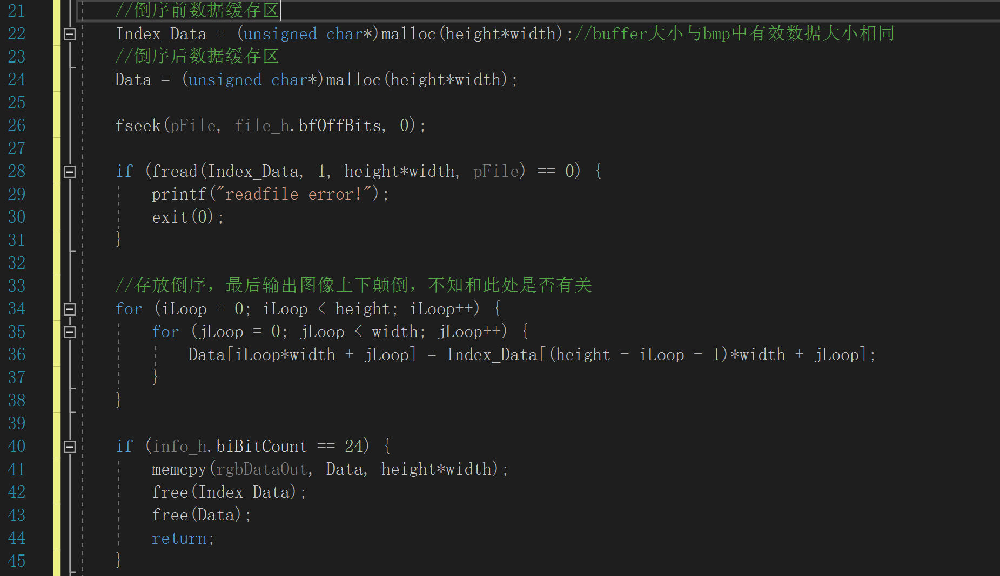 21 //倒序前数据缓存区
22 Index_Data = (unsigned char*)malloc(height*width);//buffer大小与bmp中有效数据大小相同
23 //倒序后数据缓存区
24 Data = (unsigned char*)malloc(height*width);
25
26 fseek(pFile, file_h.bfOffBits, 0);
27
28 if (fread(Index_Data, 1, height*width, pFile) == 0) {
29 printf("readfile error!");
30 exit(0);
31 }
32
33 //存放倒序，最后输出图像上下颠倒，不知和此处是否有关
34 for (iLoop = 0; iLoop < height; iLoop++) {
35 for (jLoop = 0; jLoop < width; jLoop++) {
36 Data[iLoop*width + jLoop] = Index_Data[(height - iLoop - 1)*width + jLoop];
37 }
38 }
39
40 if (info_h.biBitCount == 24) {
41 memcpy(rgbDataOut, Data, height*width);
42 free(Index_Data);
43 free(Data);
44 return;
45 }